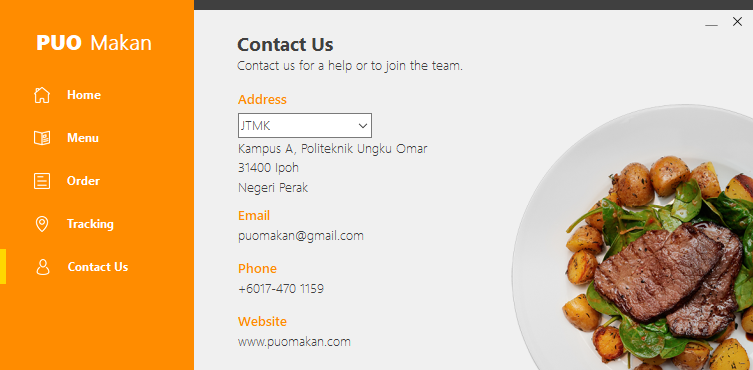 PUO Makan
Home
Menu
Order
Tracking
Contact Us
Contact Us
Contact us for a help or to join the team.
Address
JTMK
Kampus A, Politeknik Ungku Omar
31400 Ipoh
Negeri Perak
Email
puomakan@gmail.com
Phone
+6017-470 1159
Website
www.puomakan.com